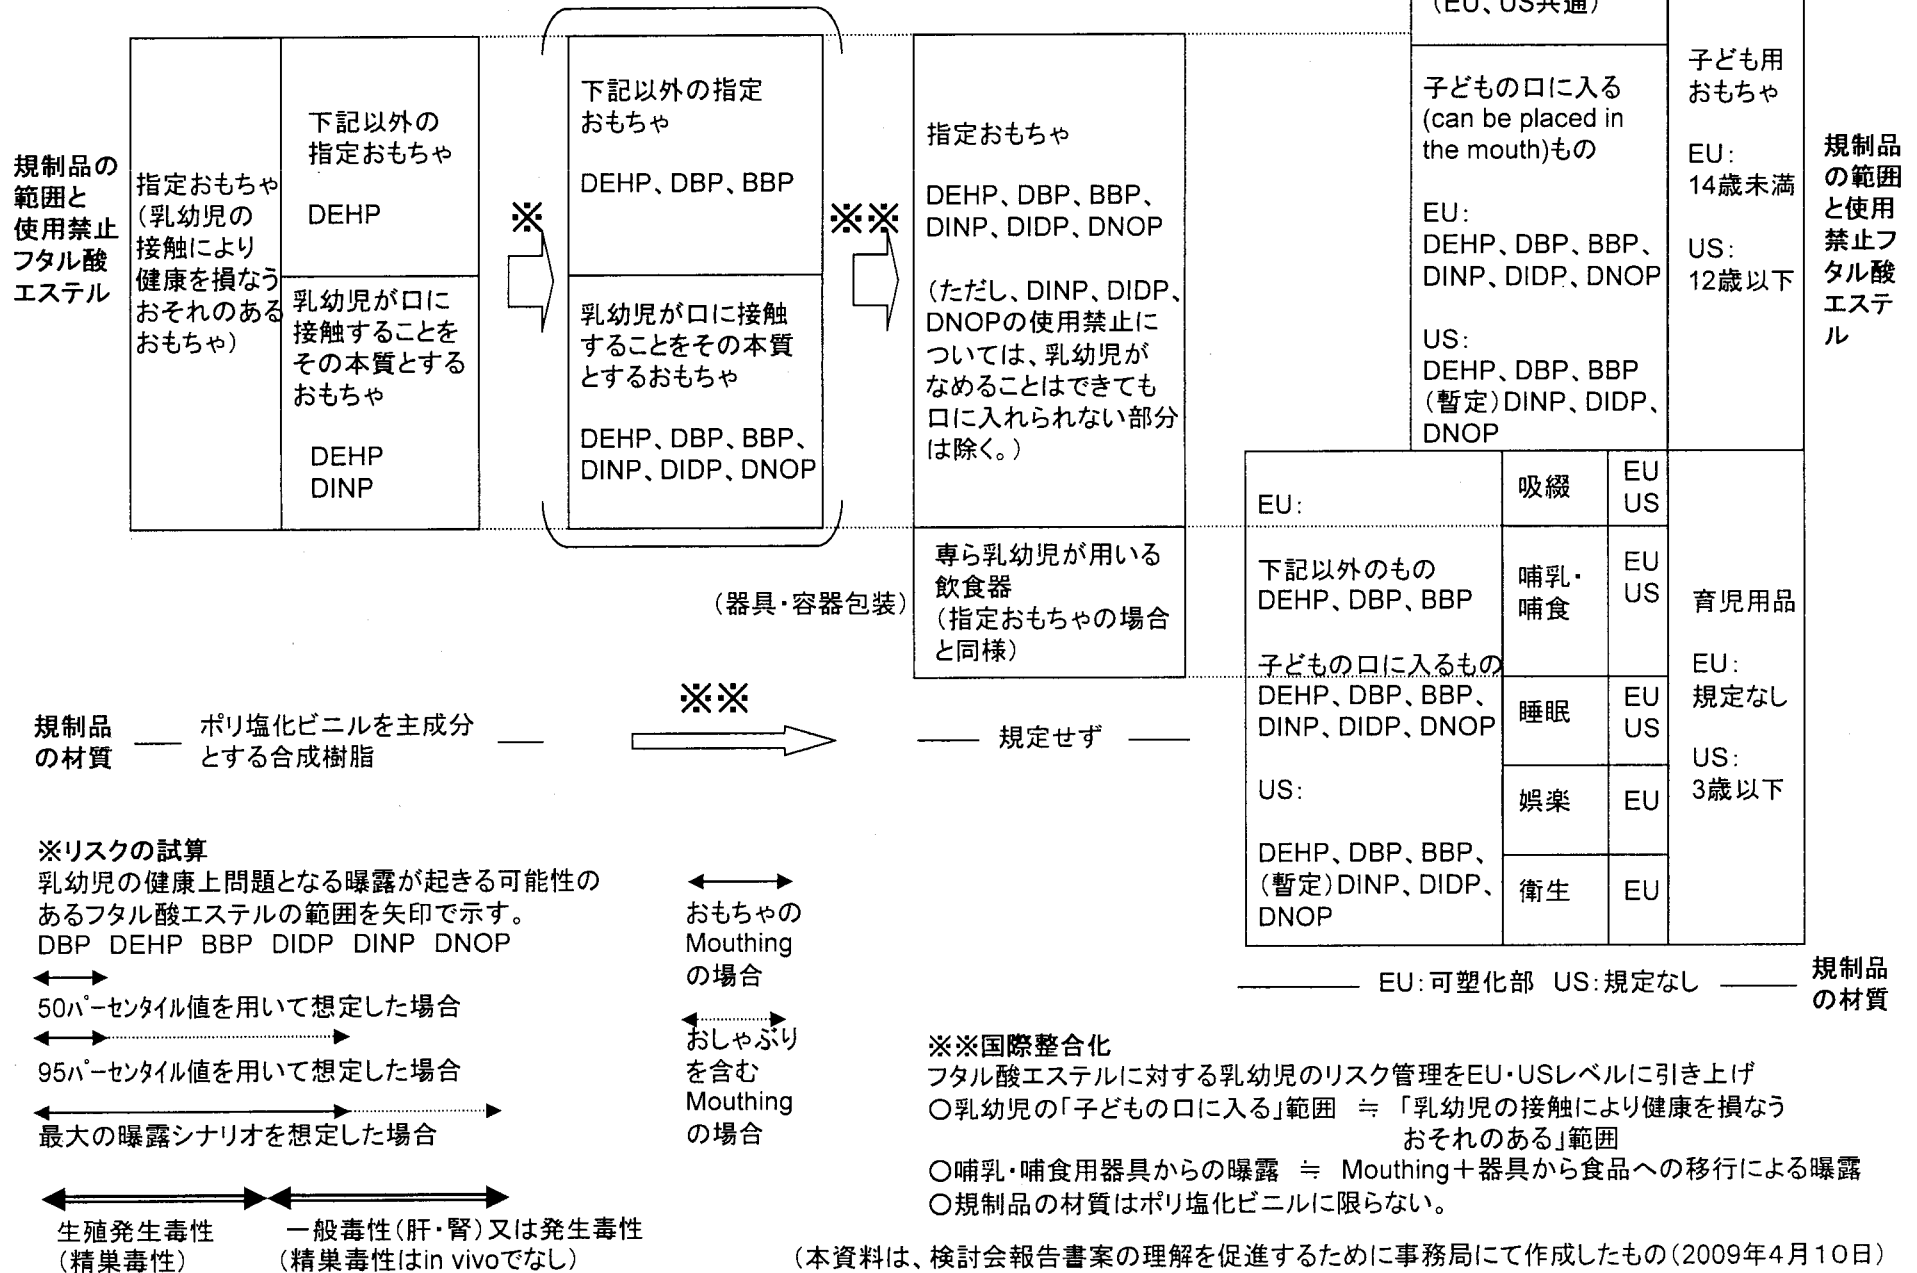 規制品の
範囲と
使用禁止
フタル酸
エステル
指定おもちゃ
（乳幼児の
接触により
健康を損なう
おそれのある
おもちゃ）
下記以外の
指定おもちゃ
DEHP
乳幼児が口に
接触することを
その本質とする
おもちゃ
DEHP
DINP
※
下記以外の指定
おもちゃ
DEHP、DBP、BBP
乳幼児が口に接触
することをその本質
とするおもちゃ
DEHP、DBP、BBP、
DINP、DIDP、DNOP
※※
指定おもちゃ
DEHP、DBP、BBP、
DINP、DIDP、DNOP
（ただし、DINP、DIDP、
DNOPの使用禁止に
ついては、乳幼児が
なめることはできても
口に入れられない部分
は除く。）
（器具・容器包装）
専ら乳幼児が用いる
飲食器
（指定おもちゃの場合
と同様）
（EU、US共通）
子どもの口に入る
(can be placed in
the mouth)もの
EU：
DEHP、DBP、BBP、
DINP、DIDP、DNOP
US：
DEHP、DBP、BBP
（暫定）DINP、DIDP、
DNOP
子ども用
おもちゃ
EU：
14歳未満
US：
12歳以下
規制品
の範囲
と使用
禁止フ
タル酸
エステ
ル
EU：
下記以外のもの
DEHP、DBP、BBP
子どもの口に入るもの
DEHP、DBP、BBP、
DINP、DIDP、DNOP
US：
DEHP、DBP、BBP、
（暫定）DINP、DIDP、
DNOP
吸綴
EU
US
哺乳・
哺食
EU
US
睡眠
EU
US
娯楽
EU
衛生
EU
育児用品
EU：
規定なし
US：
3歳以下
規制品
の材質
ポリ塩化ビニルを主成分
とする合成樹脂
※※
規定せず
EU：可塑化部 US：規定なし
規制品
の材質
※リスクの試算
乳幼児の健康上問題となる曝露が起きる可能性の
あるフタル酸エステルの範囲を矢印で示す。
DBP DEHP BBP DIDP DINP DNOP
50パーセンタイル値を用いて想定した場合
95パーセンタイル値を用いて想定した場合
最大の曝露シナリオを想定した場合
生殖発生毒性
（精巣毒性）
一般毒性（肝・腎）又は発生毒性
（精巣毒性はin vivoでなし）
おもちゃの
Mouthing
の場合
おしゃぶり
を含む
Mouthing
の場合
※※国際整合化
フタル酸エステルに対する乳幼児のリスク管理をEU・USレベルに引き上げ
○乳幼児の「子どもの口に入る」範囲 ≒ 「乳幼児の接触により健康を損なう
おそれのある」範囲
○哺乳・哺食用器具からの曝露 ≒ Mouthing＋器具から食品への移行による曝露
○規制品の材質はポリ塩化ビニルに限らない。
（本資料は、検討会報告書案の理解を促進するために事務局にて作成したもの（2009年4月10日）